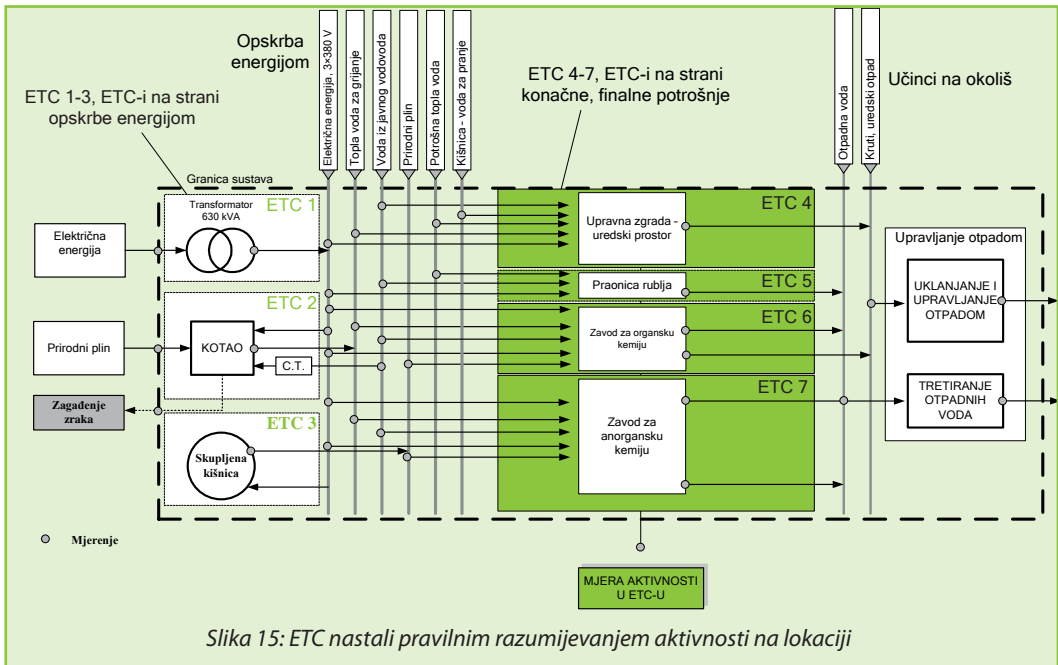 Opskrba
energijom
ETC 1-3, ETC-i na strani
opskrbe energijom
Električna energija, 3×380 V
Topla voda za grijanje
Voda iz javnog vodovoda
Prirodni plin
Potrošna topla voda
Kišnica - voda za pranje
ETC 4-7, ETC-i na strani
konačne, finalne potrošnje
Učinci na okoliš
Otpadna voda
Kruti, uredski otpad
Granica sustava
Transformator
630 kVA
ETC 1
Električna
energija
ETC 2
KOTAO
Prirodni plin
C.T.
Zagađenje
zraka
ETC 3
Skupljena
kišnica
Mjerenje
ETC 4
Upravna zgrada -
uredski prostor
ETC 5
Praonica rublja
ETC 6
Zavod za organsku
kemiju
ETC 7
Zavod za
anorgansku
kemiju
Upravljanje otpadom
UKLANJANJE I
UPRAVLJANJE
OTPADOM
TRETIRANJE
OTPADNIH
VODA
MJERA AKTIVNOSTI
U ETC-U
Slika 15: ETC nastali pravilnim razumijevanjem aktivnosti na lokaciji